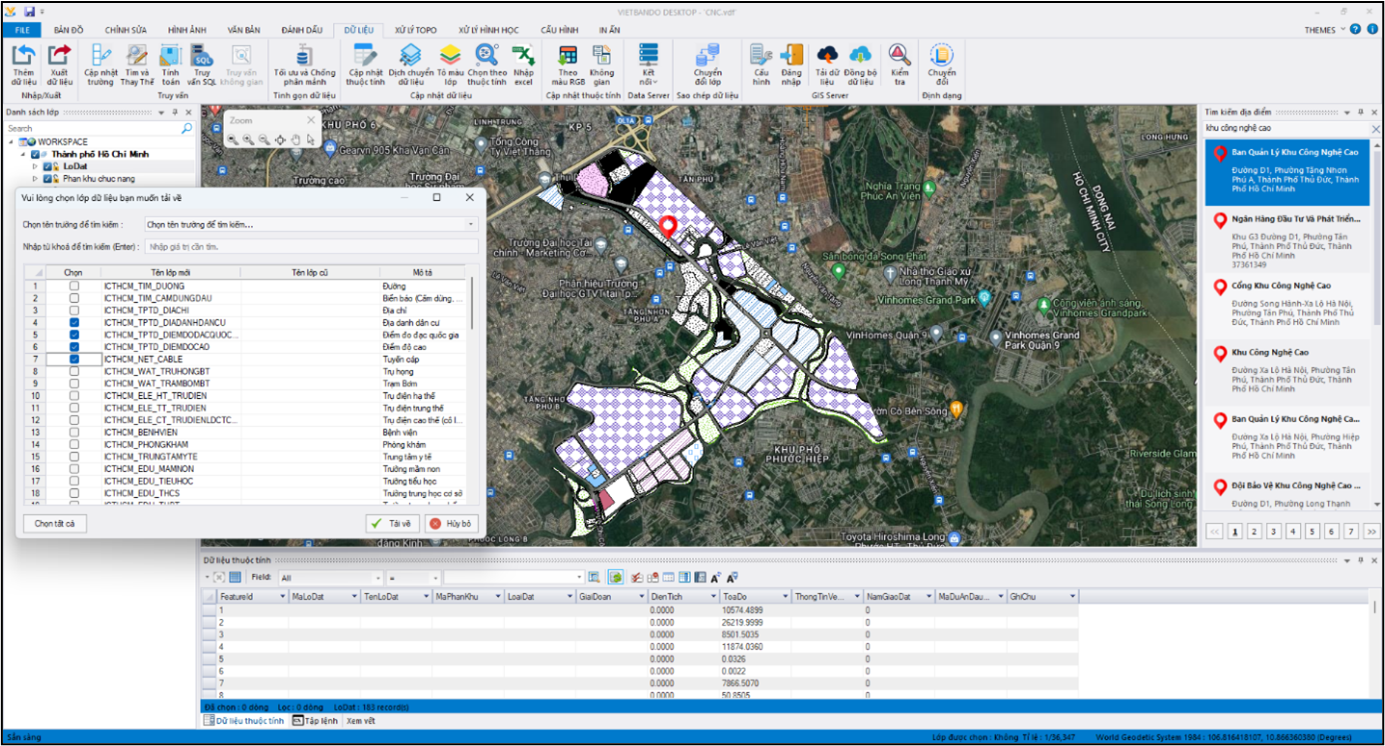 VIETBANDO DESKTOP - 'CNC.vdf'
FILE BẢN ĐỒ CHỈNH SỬA HÌNH ẢNH VĂN BẢN ĐÁNH DẤU DỮ LIỆU XỬ LÝ TOPO XỬ LÝ HÌNH HỌC CẤU HÌNH IN ẤN THEMES
Thêm dữ liệu
Xuất dữ liệu
Cập nhật trường
Tìm và Thay Thế
Tính toán
Truy vấn SQL
Truy vấn không gian
Tối ưu và Chống phân mảnh
Cập nhật thuộc tính
Dịch chuyển dữ liệu
Tô màu lớp
Chọn theo thuộc tính
Nhập excel
Theo màu RGB
Không gian
Kết nối
Chuyển đổi lớp
Cấu hình
Đăng nhập
Tải dữ liệu
Đồng bộ dữ liệu
Kiểm tra
Chuyển đổi
Nhập/Xuất Truy vấn Tinh gọn dữ liệu Cập nhật dữ liệu Cập nhật thuộc tính Data Server Sao chép dữ liệu GIS Server Định dạng
Danh sách lớp
Search
WORKSPACE
Thành phố Hồ Chí Minh
LoDat
Phan khu chuc nang
Vui lòng chọn lớp dữ liệu bạn muốn tải về
Chọn tên trường để tìm kiếm : Chọn tên trường để tìm kiếm...
Nhập từ khoá để tìm kiếm (Enter) : Nhập giá trị cần tìm.
Chọn Tên lớp mới Tên lớp cũ Mô tả
1 ICTHCM_TIM_DUONG Đường
2 ICTHCM_TIM_CAMDUNGDAU Biển báo (Cấm dừng, ...
3 ICTHCM_TPTD_DIACHI Địa chỉ
4 ICTHCM_TPTD_DIADANHDANCU Địa danh dân cư
5 ICTHCM_TPTD_DIEMDODACQUOC... Điểm đo đạc quốc gia
6 ICTHCM_TPTD_DIEMDOCAO Điểm độ cao
7 ICTHCM_NET_CABLE Tuyến cáp
8 ICTHCM_WAT_TRUHONGBT Trụ họng
9 ICTHCM_WAT_TRAMBOMBT Trạm Bơm
10 ICTHCM_ELE_HT_TRUDIEN Trụ điện hạ thế
11 ICTHCM_ELE_TT_TRUDIEN Trụ điện trung thế
12 ICTHCM_ELE_CT_TRUDIENLDCTC... Trụ điện cao thế (có l...
13 ICTHCM_BENHVIEN Bệnh viện
14 ICTHCM_PHONGKHAM Phòng khám
15 ICTHCM_TRUNGTAMYTE Trung tâm y tế
16 ICTHCM_EDU_MAMNON Trường mầm non
17 ICTHCM_EDU_TIEUHOC Trường tiểu học
18 ICTHCM_EDU_THCS Trường trung học cơ sở
Chọn tất cả Tải về Hủy bỏ
Zoom
KHU PHỐ 6
LINH TRUNG
KP 5
QL1A
Gearvn 905 Kha Vạn Cân
Tổng Công Ty Việt Thắng
Trường cao
Trường Đại
TÂN PHÚ
LONG HƯNG
DONG NAI
HO CHI MINH CITY
Nghĩa Trang Phúc An Viên
Trường Đại học Tài chính - Marketing Cơ...
Sân bóng đá Song Phát
Nhà thờ Giáo xứ Long Thạnh Mỹ
Phân hiệu Trường Đại học GTVT tại Tp...
Vinhomes Grand Park
Công viên ánh sáng Vinhomes Grandpark
TĂNG NHƠN PHÚ A
VinHomes Quận 9
Vinhomes Grand Park Quận 9
TĂNG NHƠ PHÚ B
KHU PHỐ PHƯỚC HIỆP
Riverside Glam
Du lịch sinh thái Song Long
Toyota Hiroshima Long
PHƯỚC LONG B
đặng Kinh
Tìm kiếm địa điểm
khu công nghệ cao
Ban Quản Lý Khu Công Nghệ Cao
Đường D1, Phường Tăng Nhơn
Phú A, Thành Phố Thủ Đức, Thành
Phố Hồ Chí Minh
Ngân Hàng Đầu Tư Và Phát Triển...
Khu G3 Đường D1, Phường Tân
Phú, Thành Phố Thủ Đức, Thành
Phố Hồ Chí Minh
37361349
Cổng Khu Công Nghệ Cao
Đường Song Hành-Xa Lộ Hà Nội,
Phường Tân Phú, Thành Phố Thủ
Đức, Thành Phố Hồ Chí Minh
Khu Công Nghệ Cao
Đường Xa Lộ Hà Nội, Phường Tân
Phú, Thành Phố Thủ Đức, Thành
Phố Hồ Chí Minh
Ban Quản Lý Khu Công Nghệ Ca...
Đường Xa Lộ Hà Nội, Phường Hiệp
Phú, Thành Phố Thủ Đức, Thành
Phố Hồ Chí Minh
Đội Bảo Vệ Khu Công Nghệ Cao ...
Đường D1, Phường Long Thạnh
<< 1 2 3 4 5 6 7 >>
Dữ liệu thuộc tính
Field: All =
FeatureId MaLoDat TenLoDat MaPhanKhu LoaiDat GiaiDoan DienTich ToaDo ThongTinVe... NamGiaoDat MaDuAnDau... GhiChu
1 0.0000 10574.4899 0
2 0.0000 26219.9999 0
3 0.0000 8501.5035 0
4 0.0000 11874.0360 0
5 0.0000 0.0326 0
6 0.0000 0.0022 0
7 0.0000 7866.5070 0
8 0.0000 50.8505 0
Đã chọn : 0 dòng Lọc : 0 dòng LoDat : 183 record(s)
Dữ liệu thuộc tính Tập lệnh Xem vết
Sẵn sàng Lớp được chọn : Không Tỉ lệ : 1/36,347 World Geodetic System 1984 : 106.816418107, 10.866360380 (Degrees)